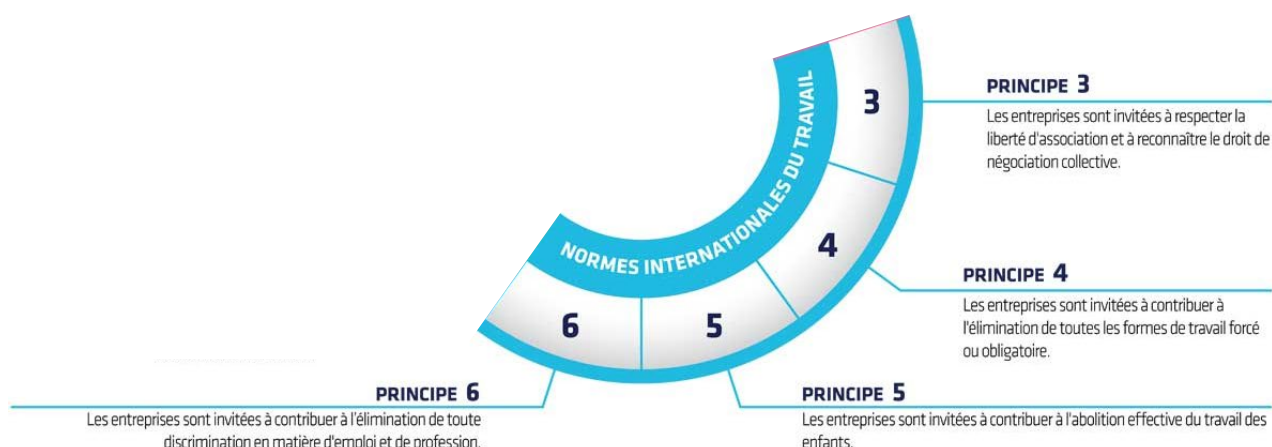 NORMES INTERNATIONALES DU TRAVAIL
3
4
5
6
PRINCIPE 3
Les entreprises sont invitées à respecter la
liberté d'association et à reconnaître le droit de
négociation collective.
PRINCIPE 4
Les entreprises sont invitées à contribuer à
l'élimination de toutes les formes de travail forcé
ou obligatoire.
PRINCIPE 5
Les entreprises sont invitées à contribuer à l'abolition effective du travail des
enfants.
PRINCIPE 6
Les entreprises sont invitées à contribuer à l'élimination de toute
discrimination en matière d'emploi et de profession.